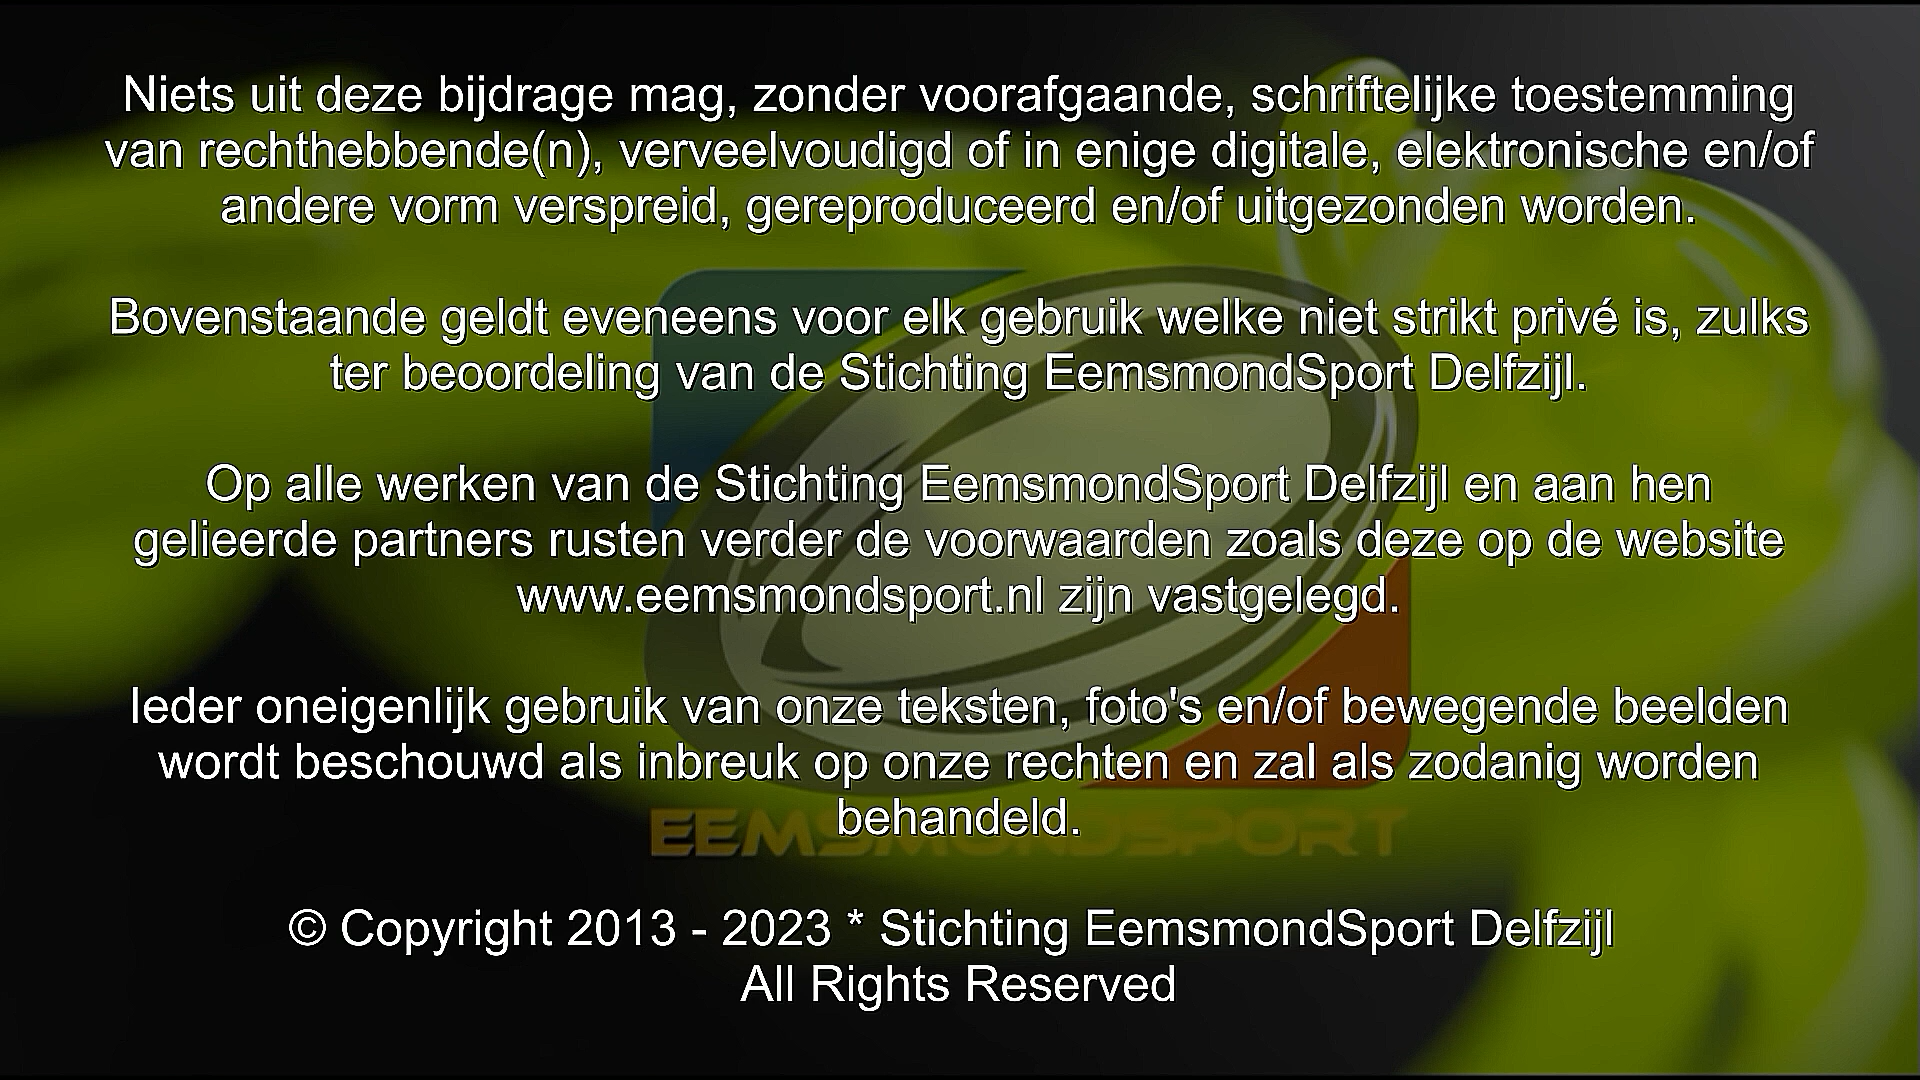 Niets uit deze bijdrage mag, zonder voorafgaande, schriftelijke toestemming
van rechthebbende(n), verveelvoudigd of in enige digitale, elektronische en/of
andere vorm verspreid, gereproduceerd en/of uitgezonden worden.
Bovenstaande geldt eveneens voor elk gebruik welke niet strikt privé is, zulks
ter beoordeling van de Stichting EemsmondSport Delfzijl.
Op alle werken van de Stichting EemsmondSport Delfzijl en aan hen
gelieerde partners rusten verder de voorwaarden zoals deze op de website
www.eemsmondsport.nl zijn vastgelegd.
Ieder oneigenlijk gebruik van onze teksten, foto's en/of bewegende beelden
wordt beschouwd als inbreuk op onze rechten en zal als zodanig worden
behandeld.
EEMSMONDSPORT
© Copyright 2013 - 2023 * Stichting EemsmondSport Delfzijl
All Rights Reserved